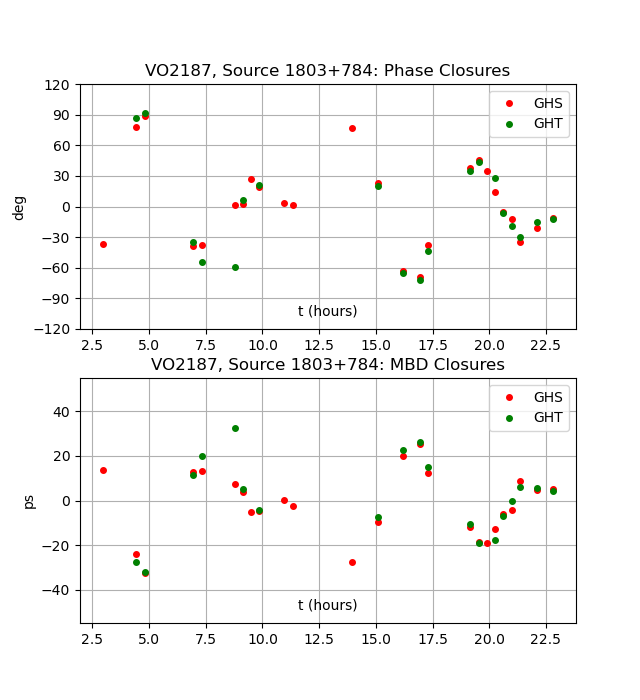 VO2187, Source 1803+784: Phase Closures
120
90
60
30
0
−30
−60
−90
−120
deg
GHS
GHT
t (hours)
2.5 5.0 7.5 10.0 12.5 15.0 17.5 20.0 22.5
VO2187, Source 1803+784: MBD Closures
40
20
0
−20
−40
ps
GHS
GHT
t (hours)
2.5 5.0 7.5 10.0 12.5 15.0 17.5 20.0 22.5